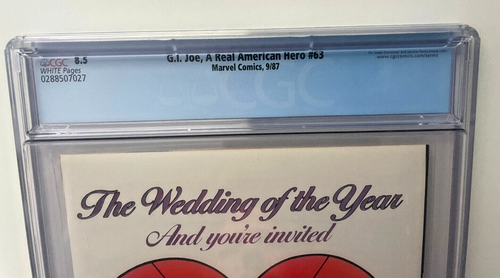 CGC 8.5
WHITE Pages
0288507027
G.I. Joe, A Real American Hero #63
Marvel Comics, 9/87
CGC
The Wedding of the Year
And you're invited